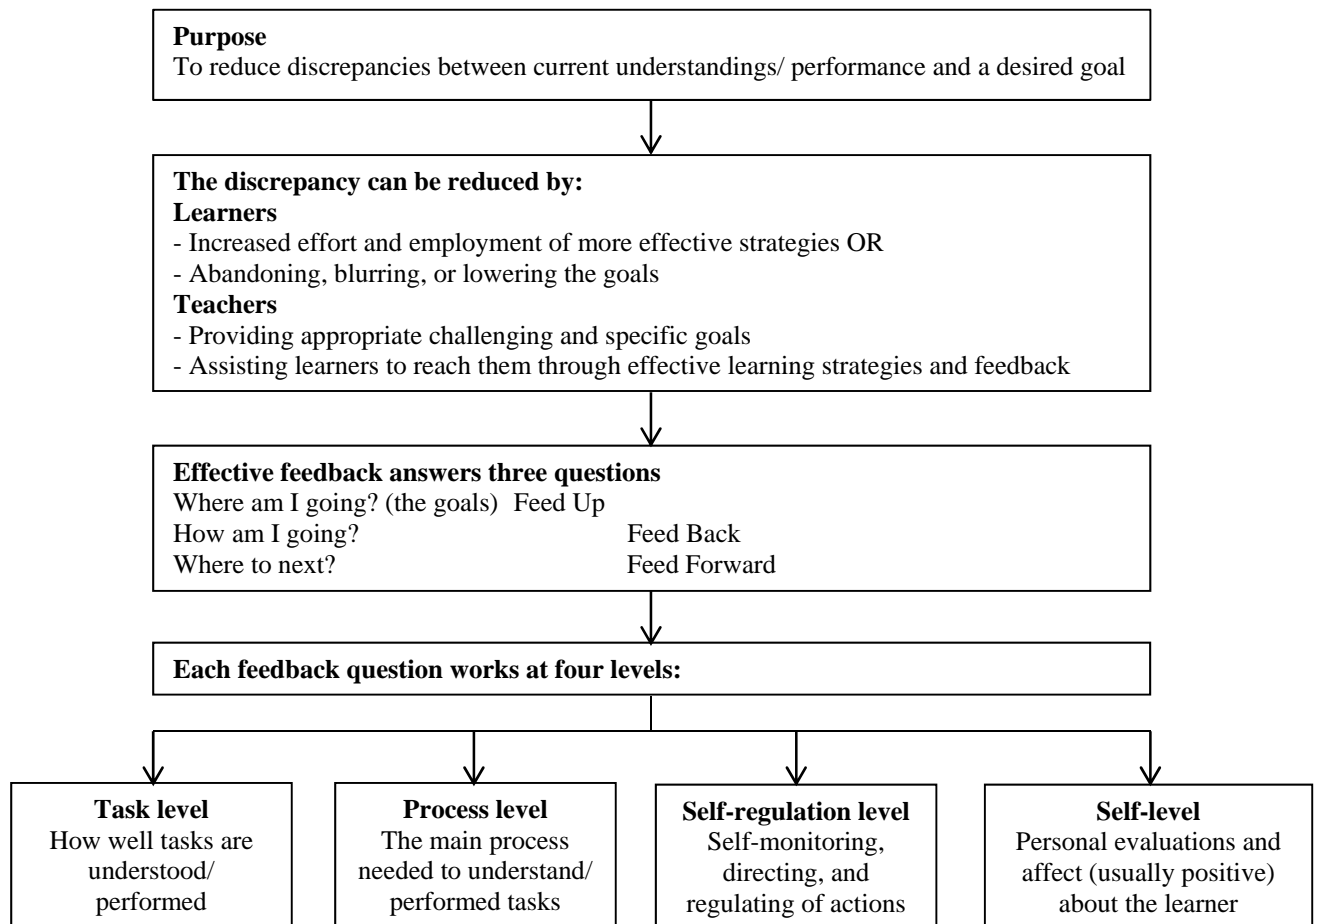 Purpose
To reduce discrepancies between current understandings/ performance and a desired goal
The discrepancy can be reduced by:
Learners
- Increased effort and employment of more effective strategies OR
- Abandoning, blurring, or lowering the goals
Teachers
- Providing appropriate challenging and specific goals
- Assisting learners to reach them through effective learning strategies and feedback
Effective feedback answers three questions
Where am I going? (the goals) Feed Up
How am I going? Feed Back
Where to next? Feed Forward
Each feedback question works at four levels:
Task level
How well tasks are
understood/
performed
Process level
The main process
needed to understand/
performed tasks
Self-regulation level
Self-monitoring,
directing, and
regulating of actions
Self-level
Personal evaluations and
affect (usually positive)
about the learner